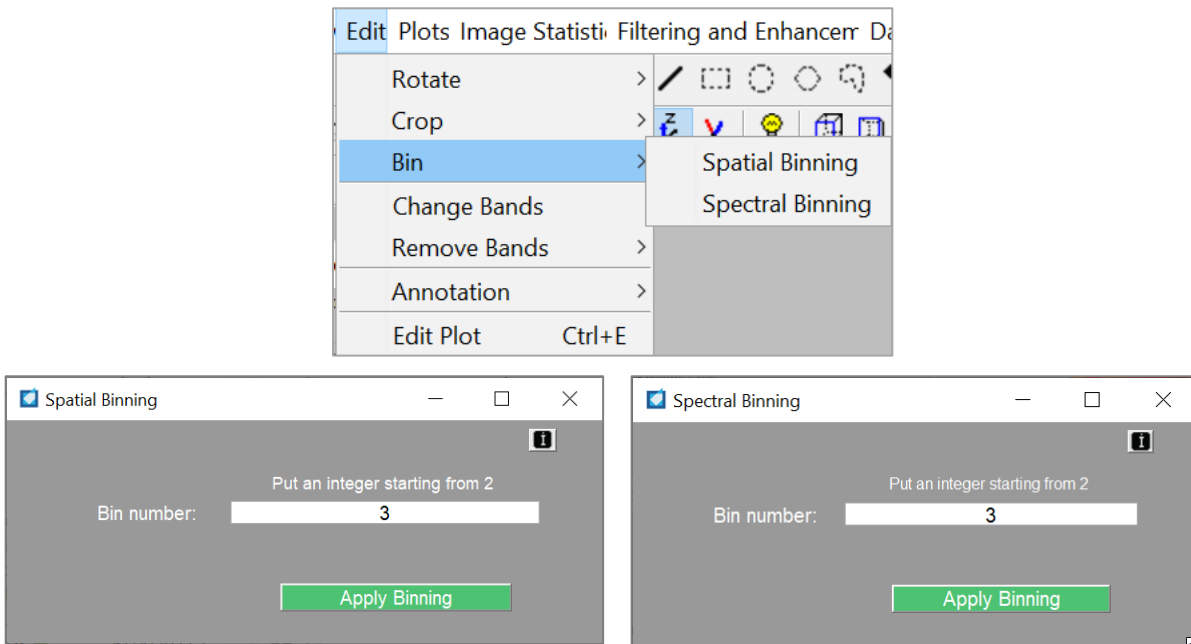 Edit Plots Image Statisti Filtering and Enhancem Da
Rotate
Crop
Bin
Spatial Binning
Spectral Binning
Change Bands
Remove Bands
Annotation
Edit Plot Ctrl+E
Spatial Binning
Put an integer starting from 2
Bin number: 3
Apply Binning
Spectral Binning
Put an integer starting from 2
Bin number: 3
Apply Binning